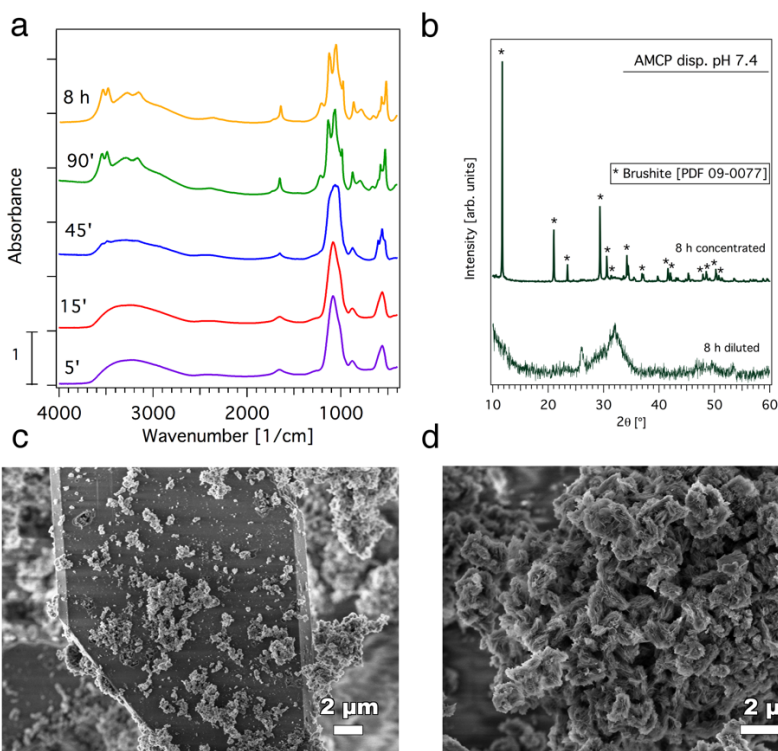 a
8 h
90'
45'
15'
5'
1
Absorbance
4000 3000 2000 1000
Wavenumber [1/cm]
b
*
AMCP disp. pH 7.4
* Brushite [PDF 09-0077]
* * * * * * * * * * * * *
8 h concentrated
8 h diluted
Intensity [arb. units]
10 20 30 40 50 60
2θ [°]
c
2 µm
d
2 µ